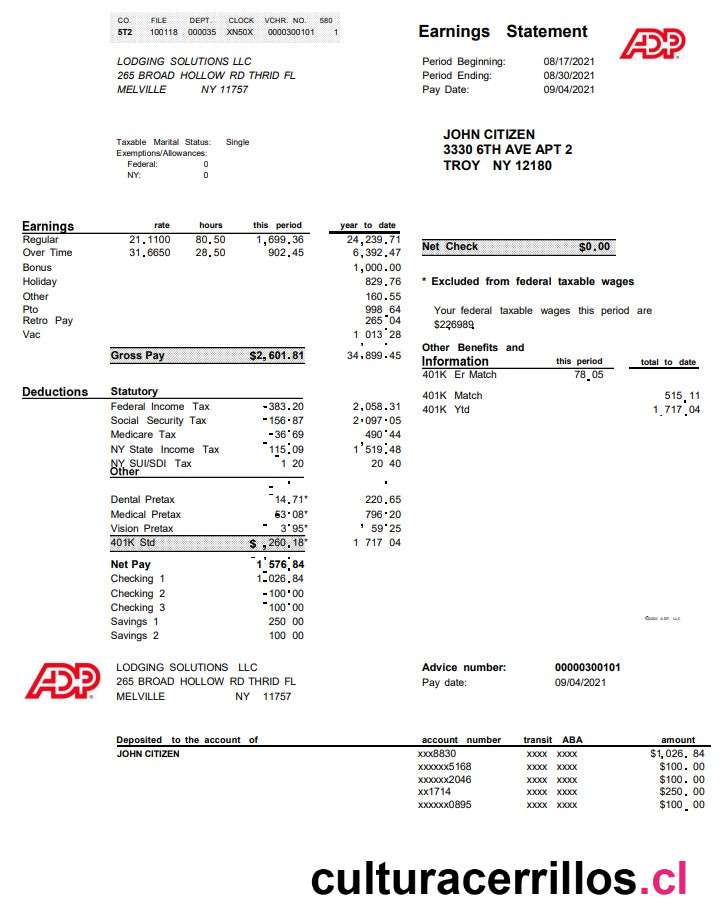 CO. FILE DEPT. CLOCK VCHR. NO. 580
5T2 100118 000035 XN50X 0000300101 1
LODGING SOLUTIONS LLC
265 BROAD HOLLOW RD THRID FL
MELVILLE NY 11757
Earnings Statement
ADP
Period Beginning: 08/17/2021
Period Ending: 08/30/2021
Pay Date: 09/04/2021
Taxable Marital Status: Single
Exemptions/Allowances:
Federal: 0
NY: 0
JOHN CITIZEN
3330 6TH AVE APT 2
TROY NY 12180
Earnings rate hours this period year to date
Regular 21.1100 80.50 1,699.36 24,239.71
Over Time 31.6650 28.50 902.45 6,392.47
Bonus 1,000.00
Holiday 829.76
Other 160.55
Pto 998.64
Retro Pay 265.04
Vac 1 013.28
Gross Pay $2,601.81 34,899.45
Net Check $0.00
* Excluded from federal taxable wages
Your federal taxable wages this period are
$226989
Other Benefits and
Information this period total to date
401K Er Match 78.05
401K Match 515.11
401K Ytd 1 717.04
Deductions Statutory
Federal Income Tax -383.20 2,058.31
Social Security Tax -156.87 2,097.05
Medicare Tax -36.69 490.44
NY State Income Tax -115.09 1,519.48
NY SUI/SDI Tax 1 20 20 40
Other
Dental Pretax 14.71* 220.65
Medical Pretax 53.08* 796.20
Vision Pretax 3.95* 59.25
401K Std $ ,260.18* 1 717 04
Net Pay 1 576.84
Checking 1 1,026.84
Checking 2 -100.00
Checking 3 100.00
Savings 1 250 00
Savings 2 100 00
ADP
LODGING SOLUTIONS LLC
265 BROAD HOLLOW RD THRID FL
MELVILLE NY 11757
Advice number: 00000300101
Pay date: 09/04/2021
Deposited to the account of account number transit ABA amount
JOHN CITIZEN xxx8830 xxxx xxxx $1,026.84
xxxxxx5168 xxxx xxxx $100.00
xxxxxx2046 xxxx xxxx $100.00
xx1714 xxxx xxxx $250.00
xxxxxx0895 xxxx xxxx $100.00
culturacerrillos.cl